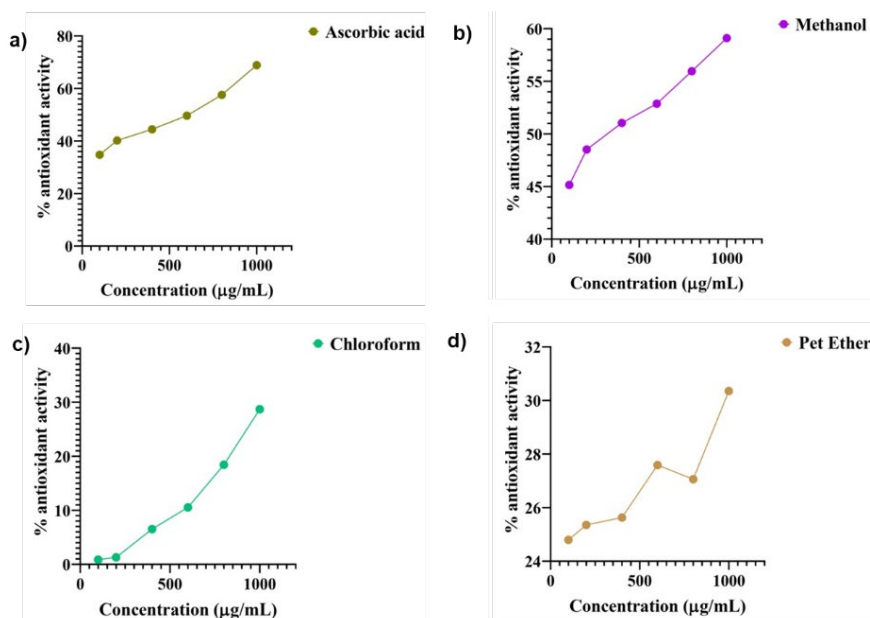 a)
Ascorbic acid
% antioxidant activity
80
60
40
20
0
0 500 1000
Concentration (µg/mL)
b)
Methanol
% antioxidant activity
60
55
50
45
40
0 500 1000
Concentration (µg/mL)
c)
Chloroform
% antioxidant activity
40
30
20
10
0
0 500 1000
Concentration (µg/mL)
d)
Pet Ether
% antioxidant activity
32
30
28
26
24
0 500 1000
Concentration (µg/mL)